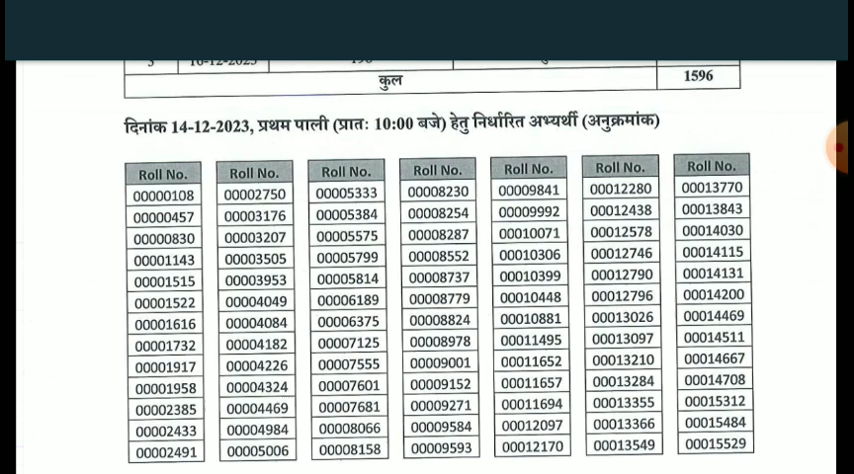 कुल 1596
दिनांक 14-12-2023, प्रथम पाली (प्रातः 10:00 बजे) हेतु निर्धारित अभ्यर्थी (अनुक्रमांक)
Roll No. Roll No. Roll No. Roll No. Roll No. Roll No. Roll No.
00000108 00002750 00005333 00008230 00009841 00012280 00013770
00000457 00003176 00005384 00008254 00009992 00012438 00013843
00000830 00003207 00005575 00008287 00010071 00012578 00014030
00001143 00003505 00005799 00008552 00010306 00012746 00014115
00001515 00003953 00005814 00008737 00010399 00012790 00014131
00001522 00004049 00006189 00008779 00010448 00012796 00014200
00001616 00004084 00006375 00008824 00010881 00013026 00014469
00001732 00004182 00007125 00008978 00011495 00013097 00014511
00001917 00004226 00007555 00009001 00011652 00013210 00014667
00001958 00004324 00007601 00009152 00011657 00013284 00014708
00002385 00004469 00007681 00009271 00011694 00013355 00015312
00002433 00004984 00008066 00009584 00012097 00013366 00015484
00002491 00005006 00008158 00009593 00012170 00013549 00015529